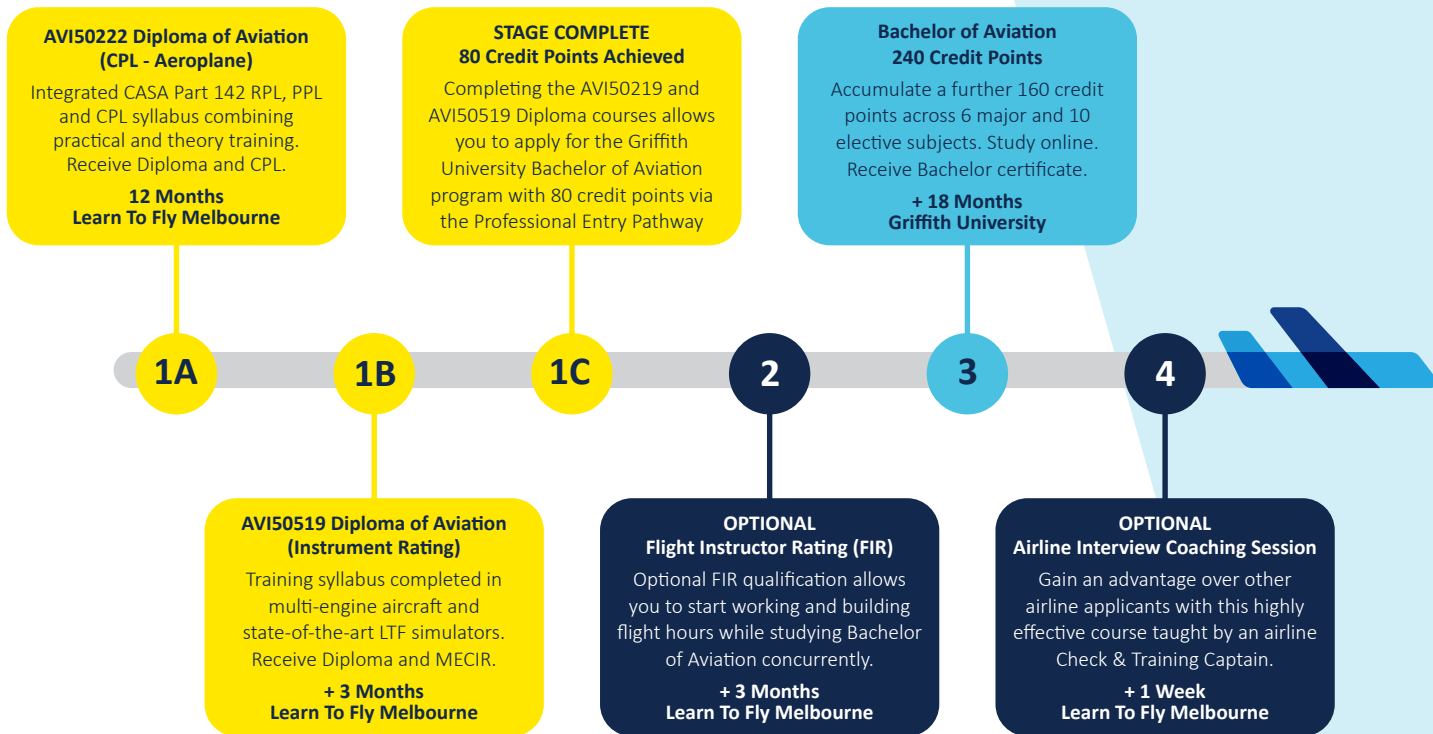 AVI50222 Diploma of Aviation
(CPL - Aeroplane)
Integrated CASA Part 142 RPL, PPL
and CPL syllabus combining
practical and theory training.
Receive Diploma and CPL.
12 Months
Learn To Fly Melbourne
STAGE COMPLETE
80 Credit Points Achieved
Completing the AVI50219 and
AVI50519 Diploma courses allows
you to apply for the Griffith
University Bachelor of Aviation
program with 80 credit points via
the Professional Entry Pathway
Bachelor of Aviation
240 Credit Points
Accumulate a further 160 credit
points across 6 major and 10
elective subjects. Study online.
Receive Bachelor certificate.
+ 18 Months
Griffith University
1A
1B
1C
2
3
4
AVI50519 Diploma of Aviation
(Instrument Rating)
Training syllabus completed in
multi-engine aircraft and
state-of-the-art LTF simulators.
Receive Diploma and MECIR.
+ 3 Months
Learn To Fly Melbourne
OPTIONAL
Flight Instructor Rating (FIR)
Optional FIR qualification allows
you to start working and building
flight hours while studying Bachelor
of Aviation concurrently.
+ 3 Months
Learn To Fly Melbourne
OPTIONAL
Airline Interview Coaching Session
Gain an advantage over other
airline applicants with this highly
effective course taught by an airline
Check & Training Captain.
+ 1 Week
Learn To Fly Melbourne